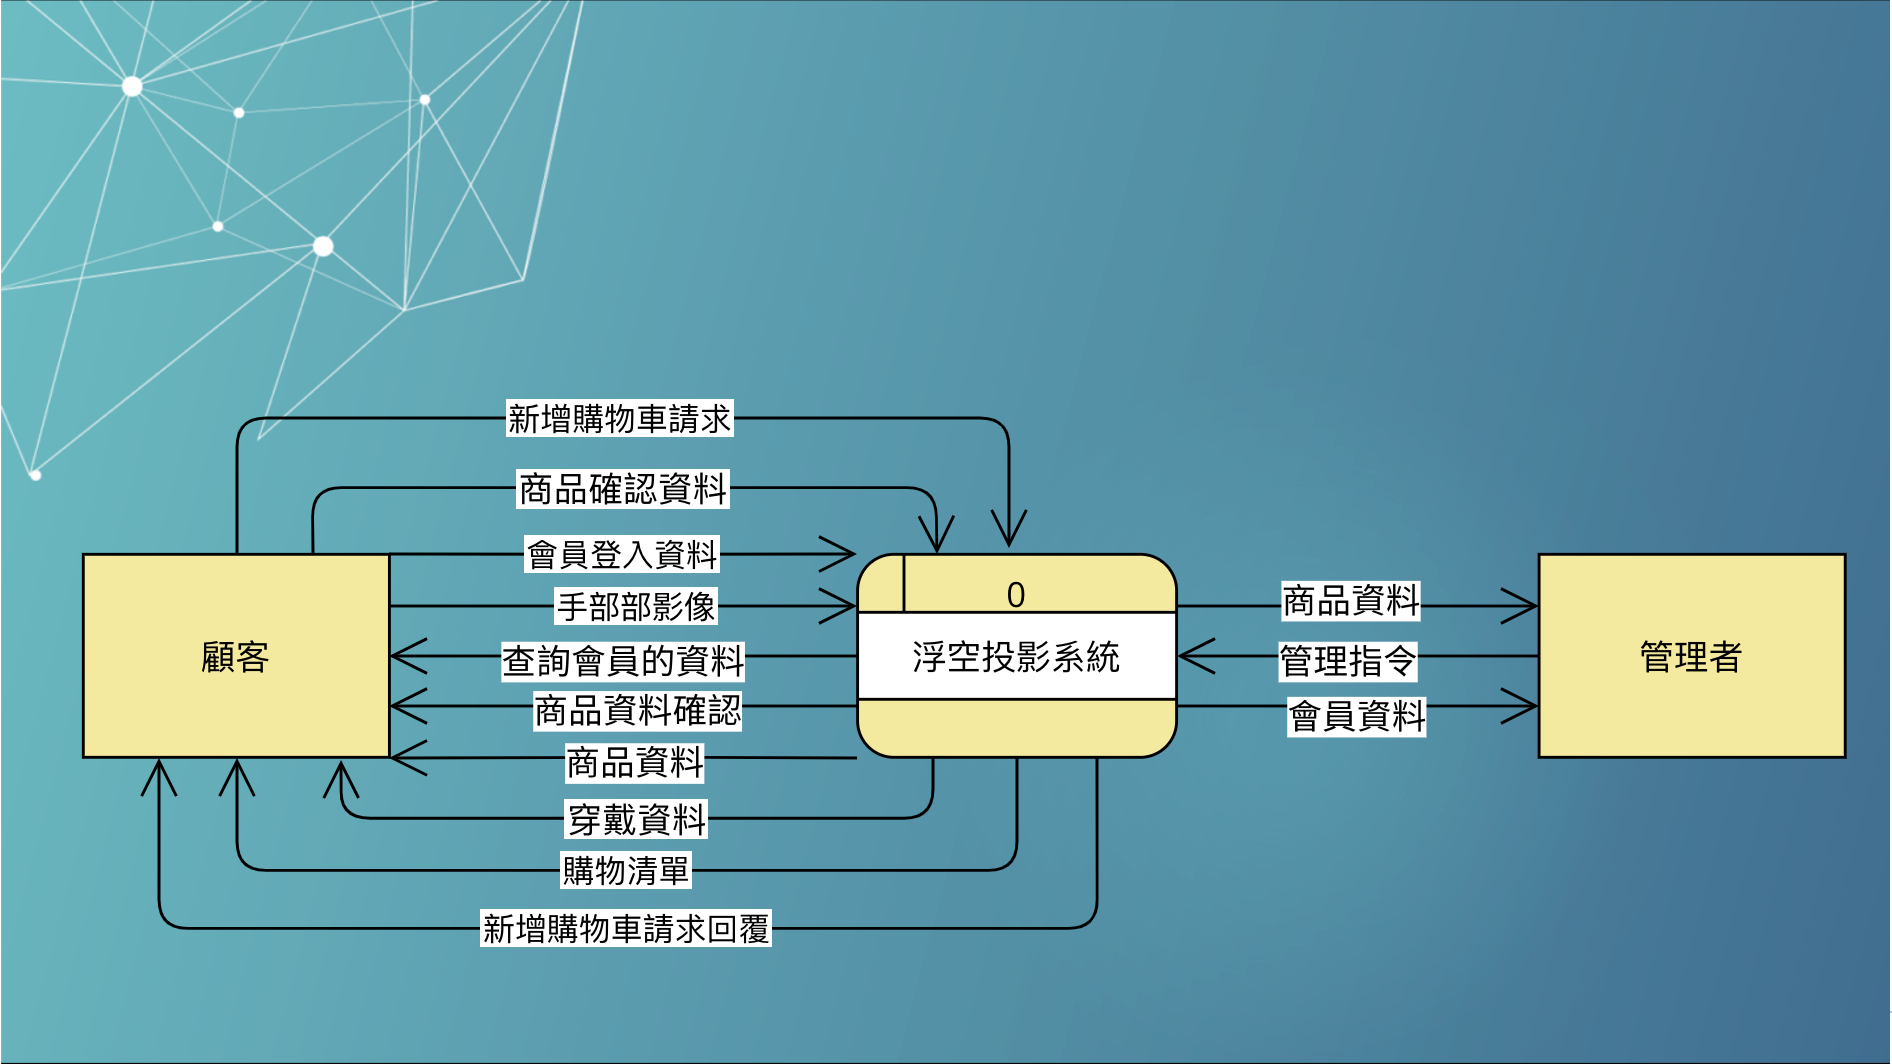 新增購物車請求
商品確認資料
會員登入資料
手部部影像
查詢會員的資料
商品資料確認
商品資料
穿戴資料
購物清單
新增購物車請求回覆
顧客
0
浮空投影系統
商品資料
管理指令
會員資料
管理者